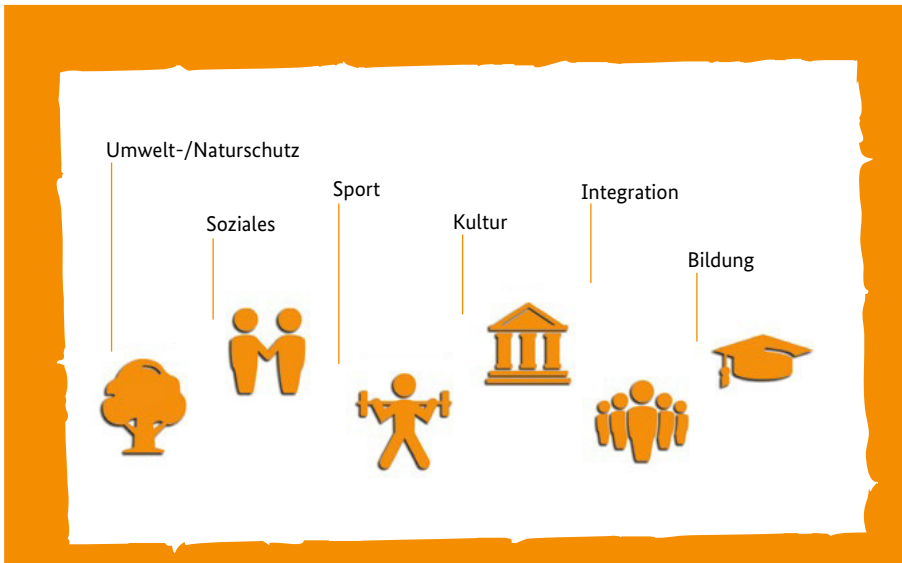 Umwelt-/Naturschutz
Soziales
Sport
Kultur
Integration
Bildung